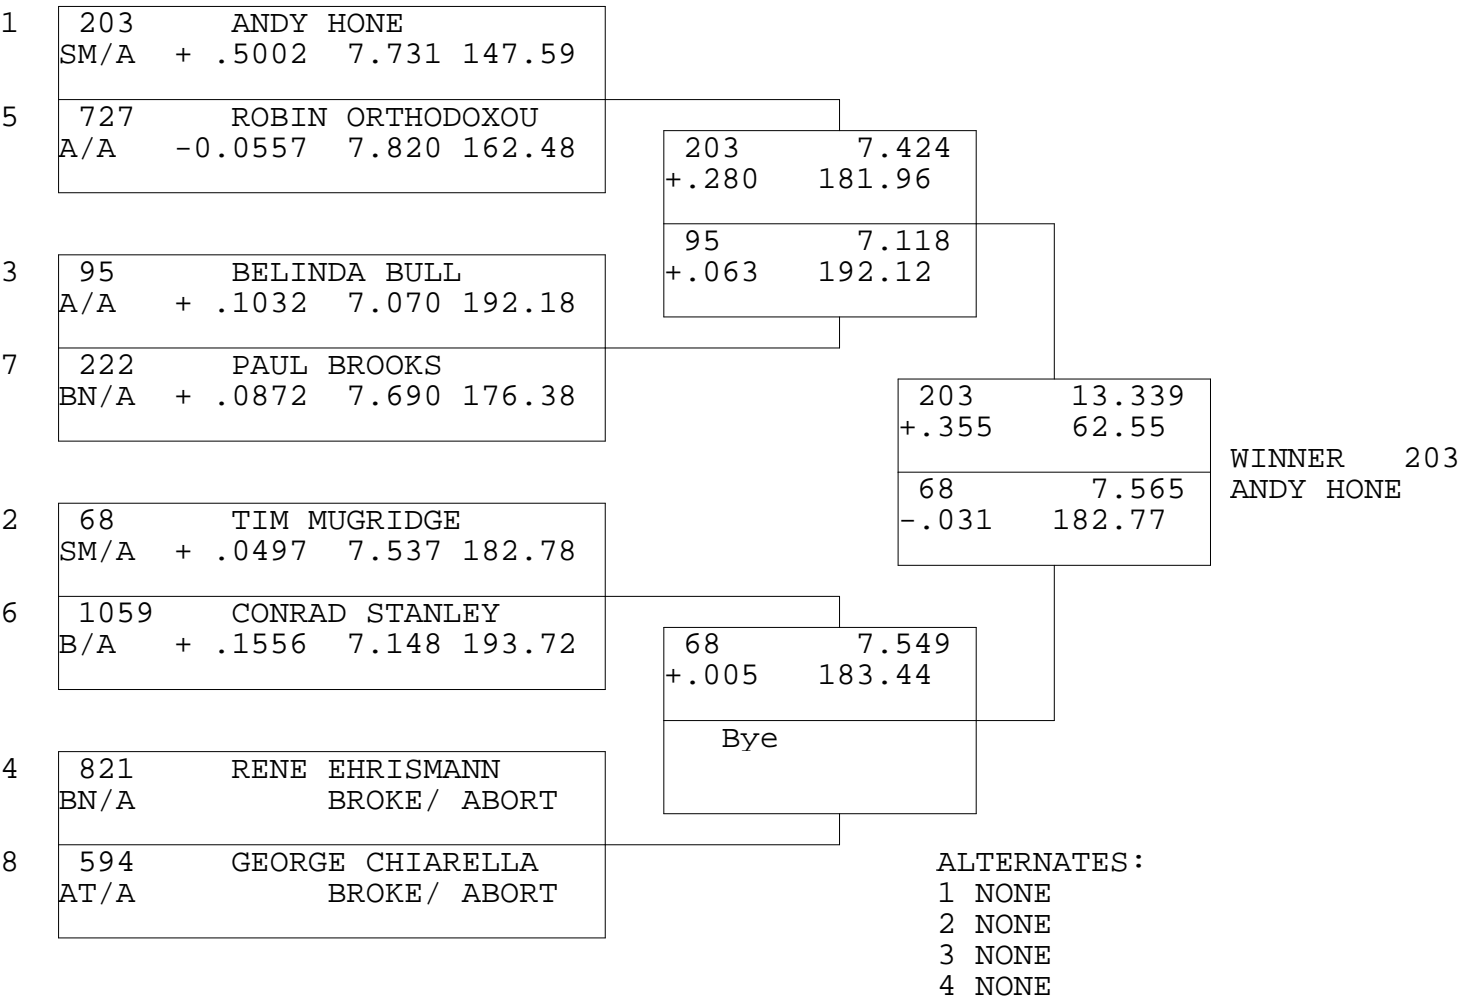 1 203 ANDY HONE
SM/A + .5002 7.731 147.59
5 727 ROBIN ORTHODOXOU
A/A -0.0557 7.820 162.48
203 7.424
+.280 181.96
95 7.118
+.063 192.12
3 95 BELINDA BULL
A/A + .1032 7.070 192.18
7 222 PAUL BROOKS
BN/A + .0872 7.690 176.38
203 13.339
+.355 62.55
68 7.565
-.031 182.77
WINNER 203
ANDY HONE
2 68 TIM MUGRIDGE
SM/A + .0497 7.537 182.78
6 1059 CONRAD STANLEY
B/A + .1556 7.148 193.72
68 7.549
+.005 183.44
Bye
4 821 RENE EHRISMANN
BN/A BROKE/ ABORT
8 594 GEORGE CHIARELLA
AT/A BROKE/ ABORT
ALTERNATES:
1 NONE
2 NONE
3 NONE
4 NONE